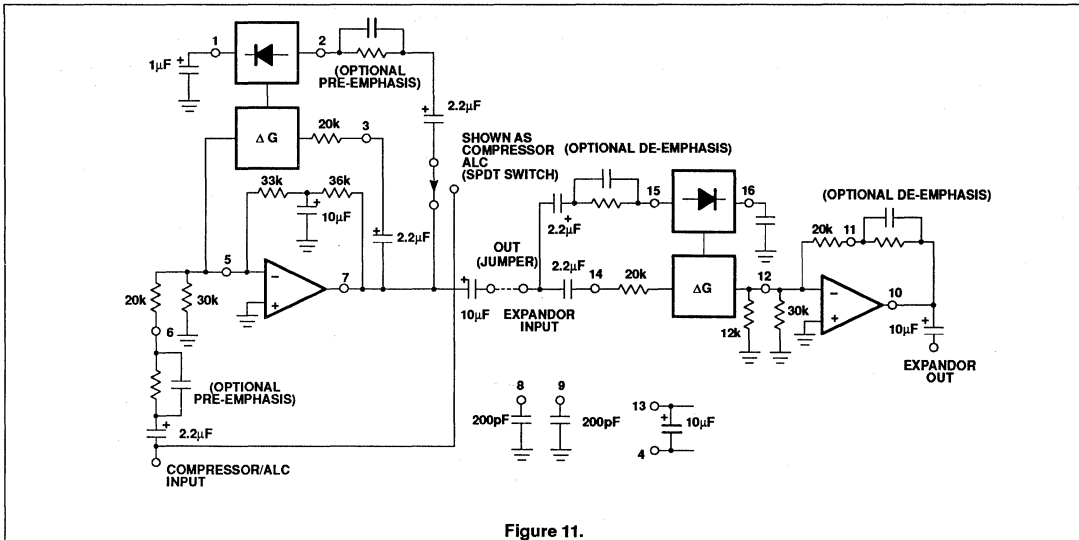 1
2
1µF
(OPTIONAL
PRE-EMPHASIS)
2.2µF
ΔG
20k
3
SHOWN AS
COMPRESSOR
ALC
(SPDT SWITCH)
33k
36k
10µF
2.2µF
5
7
20k
30k
6
(OPTIONAL
PRE-EMPHASIS)
2.2µF
COMPRESSOR/ALC
INPUT
(OPTIONAL DE-EMPHASIS)
15
16
2.2µF
OUT
(JUMPER)
2.2µF
14
20k
10µF
EXPANDOR
INPUT
ΔG
12
12k
30k
(OPTIONAL DE-EMPHASIS)
20k
11
10
10µF
EXPANDOR
OUT
8
9
200pF
200pF
13
10µF
4
Figure 11.